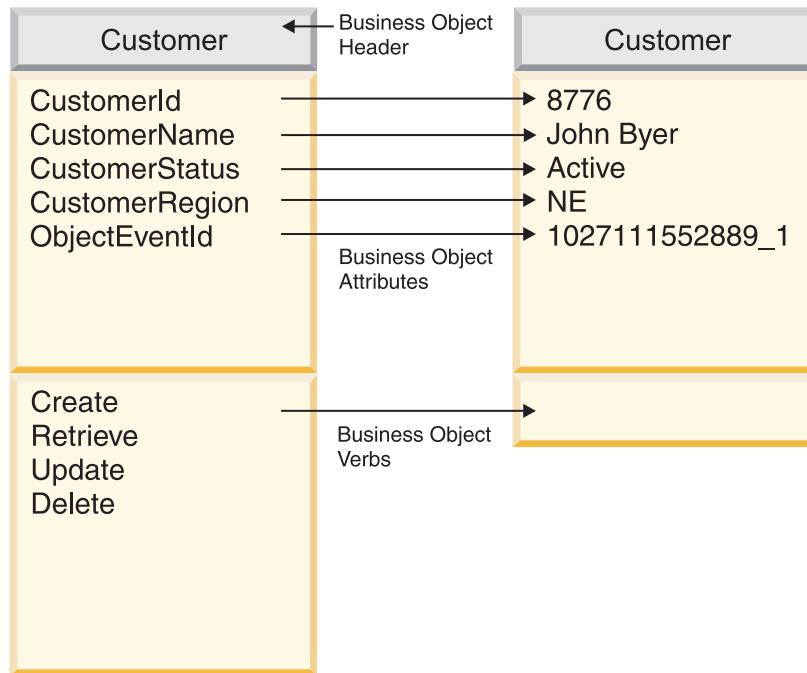 Customer
Business Object
Header
Customer
CustomerId
8776
CustomerName
John Byer
CustomerStatus
Active
CustomerRegion
NE
ObjectEventId
1027111552889_1
Business Object
Attributes
Create
Retrieve
Update
Delete
Business Object
Verbs